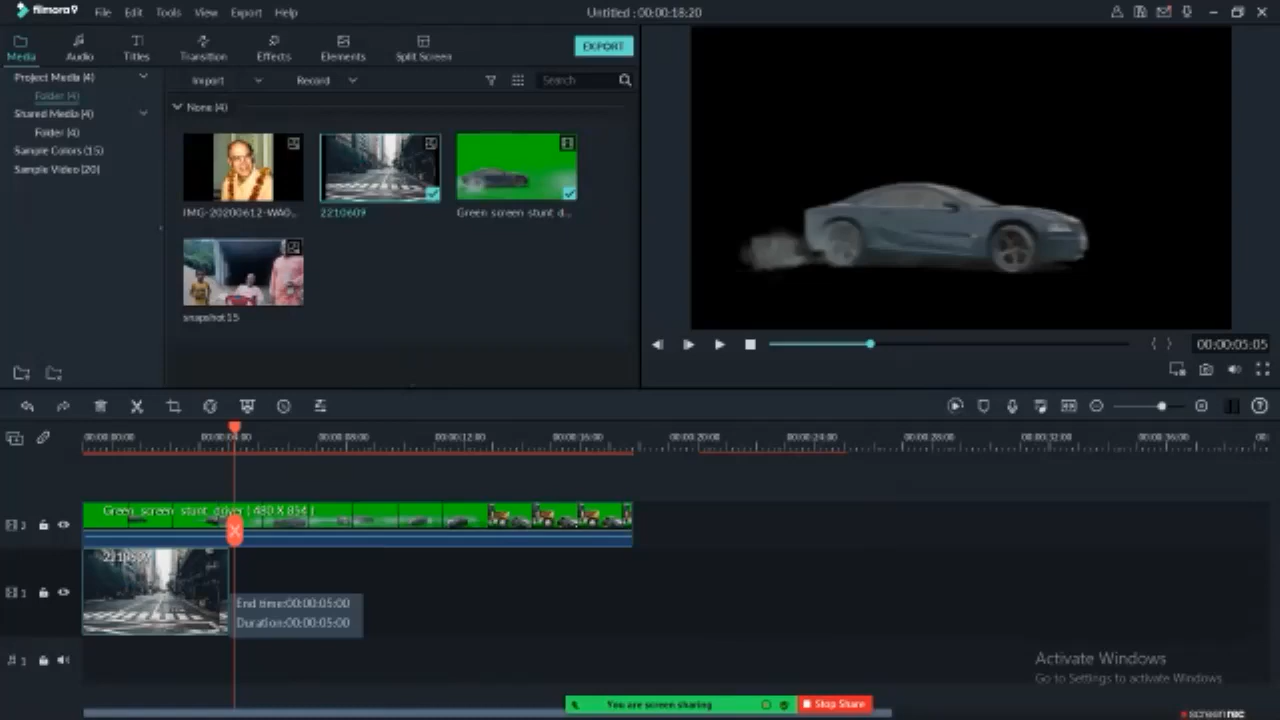 filmora9 File Edit Tools View Export Help Untitled : 00:00:18:20
Media Audio Titles Transition Effects Elements Split Screen EXPORT
Project Media (4) Import Record Search
Folder (4)
None (4)
Shared Media (4)
Folder (4)
Sample Colors (15)
Sample Video (20)
IMG-20200612-WA0... 2210609 Green screen stunt d...
snapshot15
00:00:05:05
00:00:00:00 00:00:04:00 00:00:08:00 00:00:12:00 00:00:16:00 00:00:20:00 00:00:24:00 00:00:28:00 00:00:32:00 00:00:36:00 00:
2 Green_screen_stunt_driver ( 480 X 854 )
2210609
1
End time:00:00:05:00
Duration:00:00:05:00
1
Activate Windows
Go to Settings to activate Windows
You are screen sharing Stop Share
screenrec